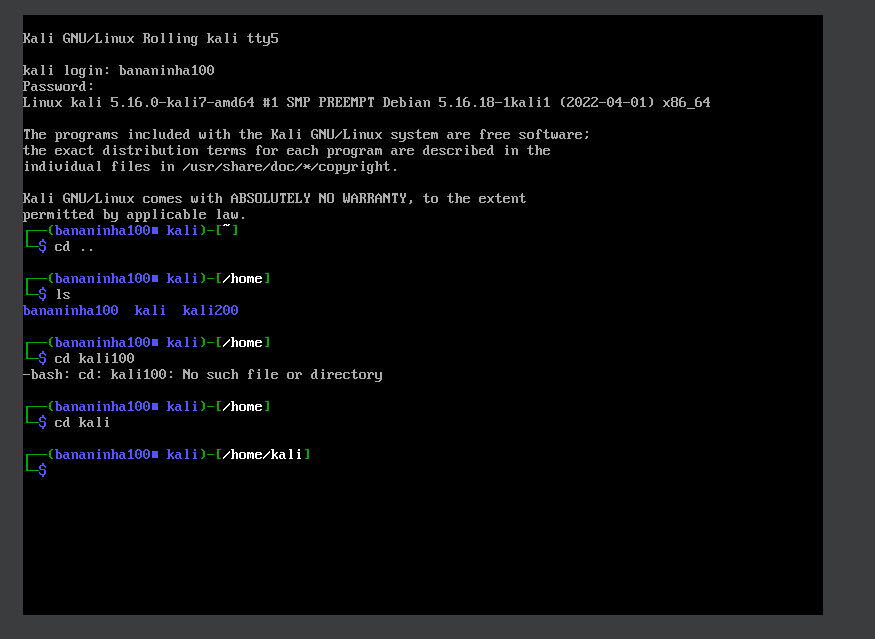 Kali GNU/Linux Rolling kali tty5
kali login: bananinha100
Password:
Linux kali 5.16.0-kali7-amd64 #1 SMP PREEMPT Debian 5.16.18-1kali1 (2022-04-01) x86_64
The programs included with the Kali GNU/Linux system are free software;
the exact distribution terms for each program are described in the
individual files in /usr/share/doc/*/copyright.
Kali GNU/Linux comes with ABSOLUTELY NO WARRANTY, to the extent
permitted by applicable law.
┌──(bananinha100■ kali)-[~]
└─$ cd ..
┌──(bananinha100■ kali)-[/home]
└─$ ls
bananinha100  kali  kali200
┌──(bananinha100■ kali)-[/home]
└─$ cd kali100
-bash: cd: kali100: No such file or directory
┌──(bananinha100■ kali)-[/home]
└─$ cd kali
┌──(bananinha100■ kali)-[/home/kali]
└─$